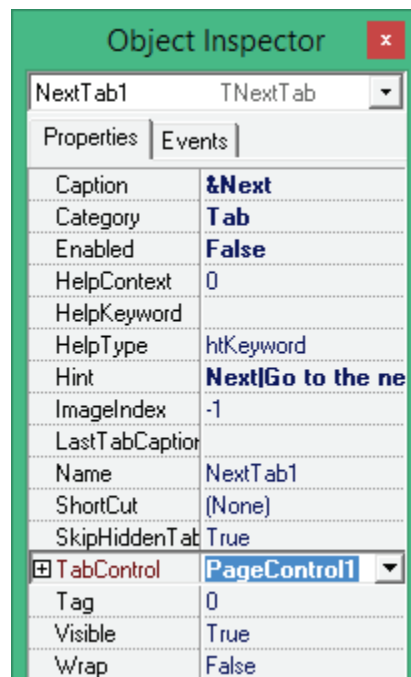 Object Inspector
x
NextTab1 TNextTab
Properties Events
Caption &Next
Category Tab
Enabled False
HelpContext 0
HelpKeyword
HelpType htKeyword
Hint Next|Go to the ne
ImageIndex -1
LastTabCaption
Name NextTab1
ShortCut (None)
SkipHiddenTab True
TabControl PageControl1
Tag 0
Visible True
Wrap False